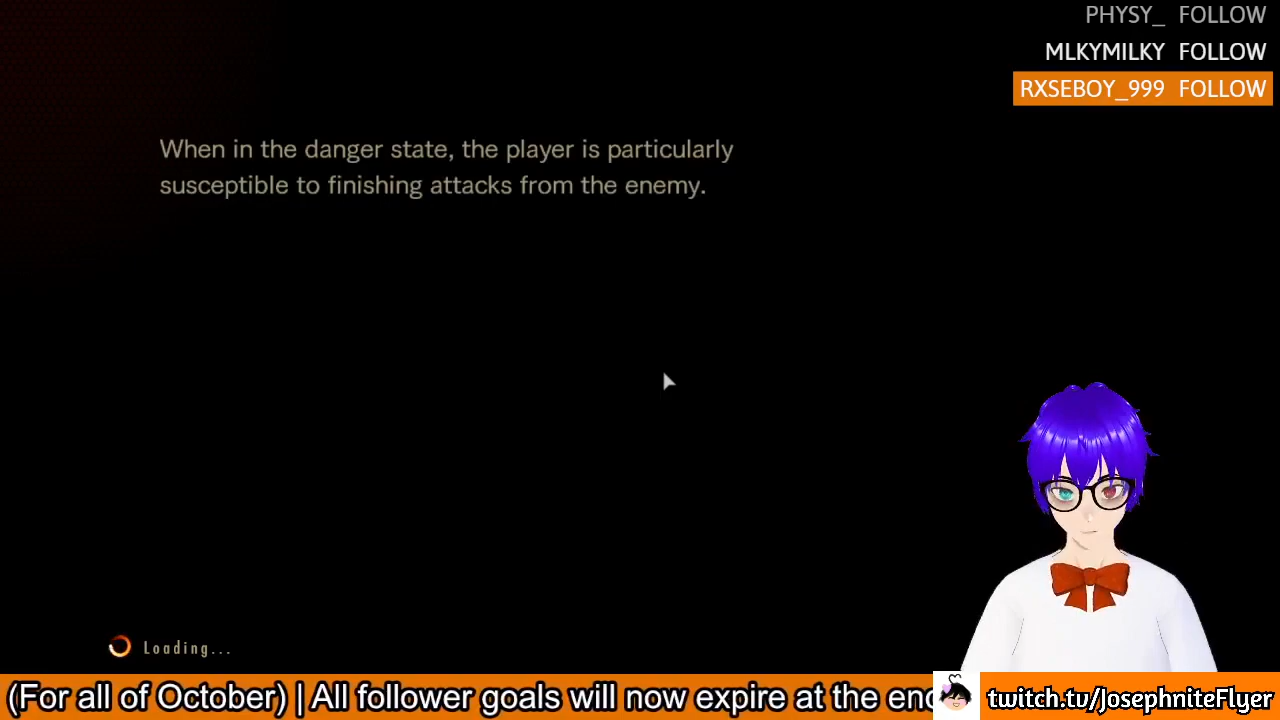 PHYSY_ FOLLOW
MLKYMILKY FOLLOW
RXSEBOY_999 FOLLOW
When in the danger state, the player is particularly
susceptible to finishing attacks from the enemy.
Loading...
(For all of October) | All follower goals will now expire at the
twitch.tv/JosephniteFlyer